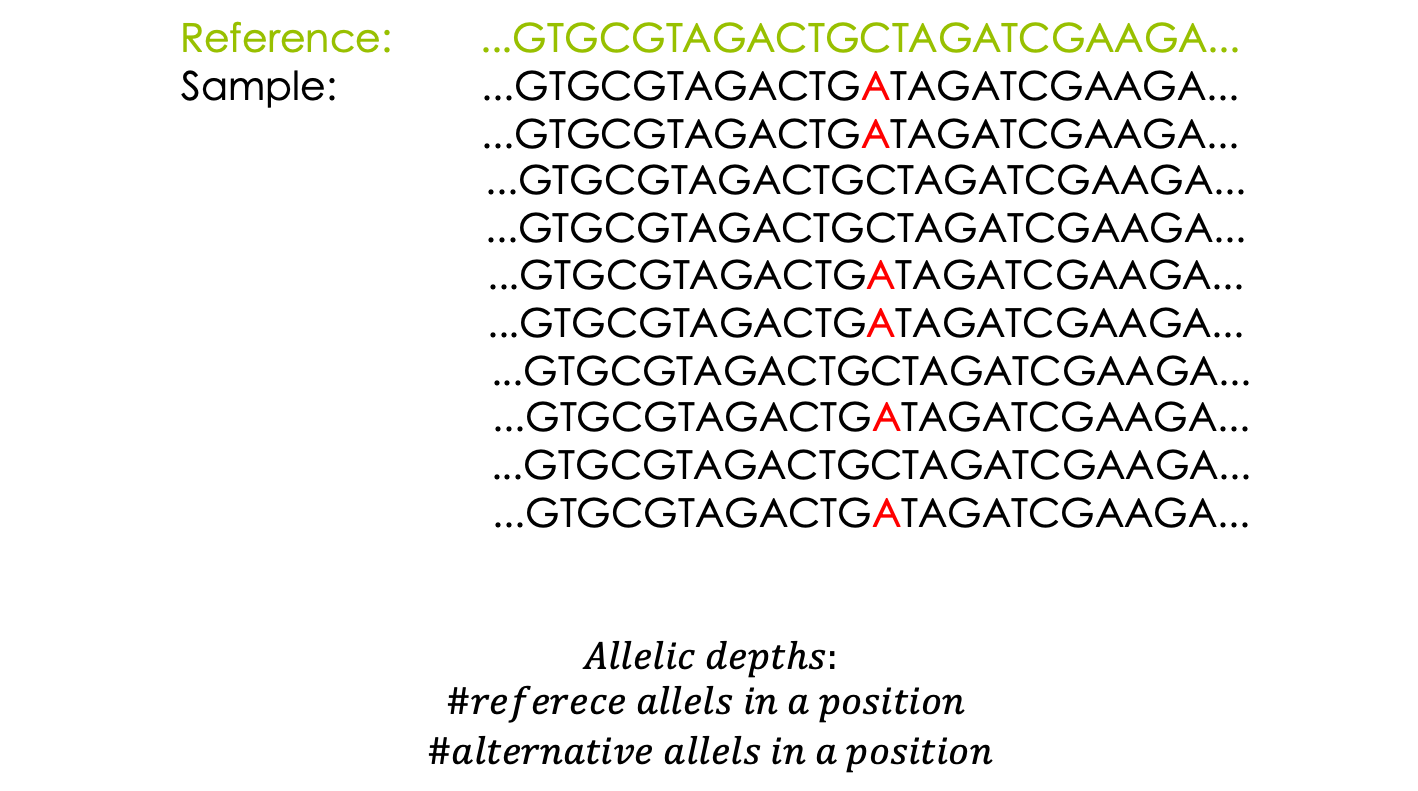 Reference: ...GTGCGTAGACTGCTAGATCGAAGA...
Sample: ...GTGCGTAGACTGATAGATCGAAGA...
...GTGCGTAGACTGATAGATCGAAGA...
...GTGCGTAGACTGCTAGATCGAAGA...
...GTGCGTAGACTGCTAGATCGAAGA...
...GTGCGTAGACTGATAGATCGAAGA...
...GTGCGTAGACTGATAGATCGAAGA...
...GTGCGTAGACTGCTAGATCGAAGA...
...GTGCGTAGACTGATAGATCGAAGA...
...GTGCGTAGACTGCTAGATCGAAGA...
...GTGCGTAGACTGATAGATCGAAGA...
Allelic depths:
#referece allels in a position
#alternative allels in a position